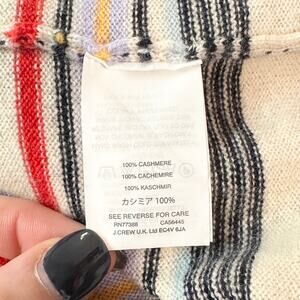 100% CASHMERE
100% CACHEMIRE
100% KASCHMIR
カシミア 100%
SEE REVERSE FOR CARE
RN77388 CA56445
J.CREW U.K. Ltd EC4V 6JA